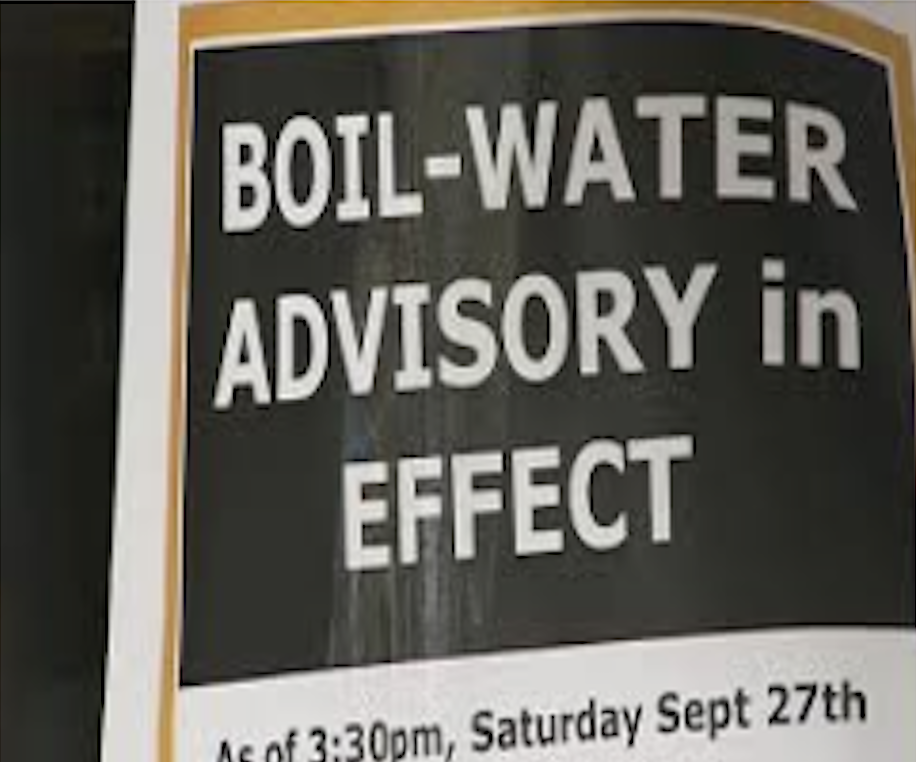 BOIL-WATER
ADVISORY in
EFFECT
As of 3:30pm, Saturday Sept 27th